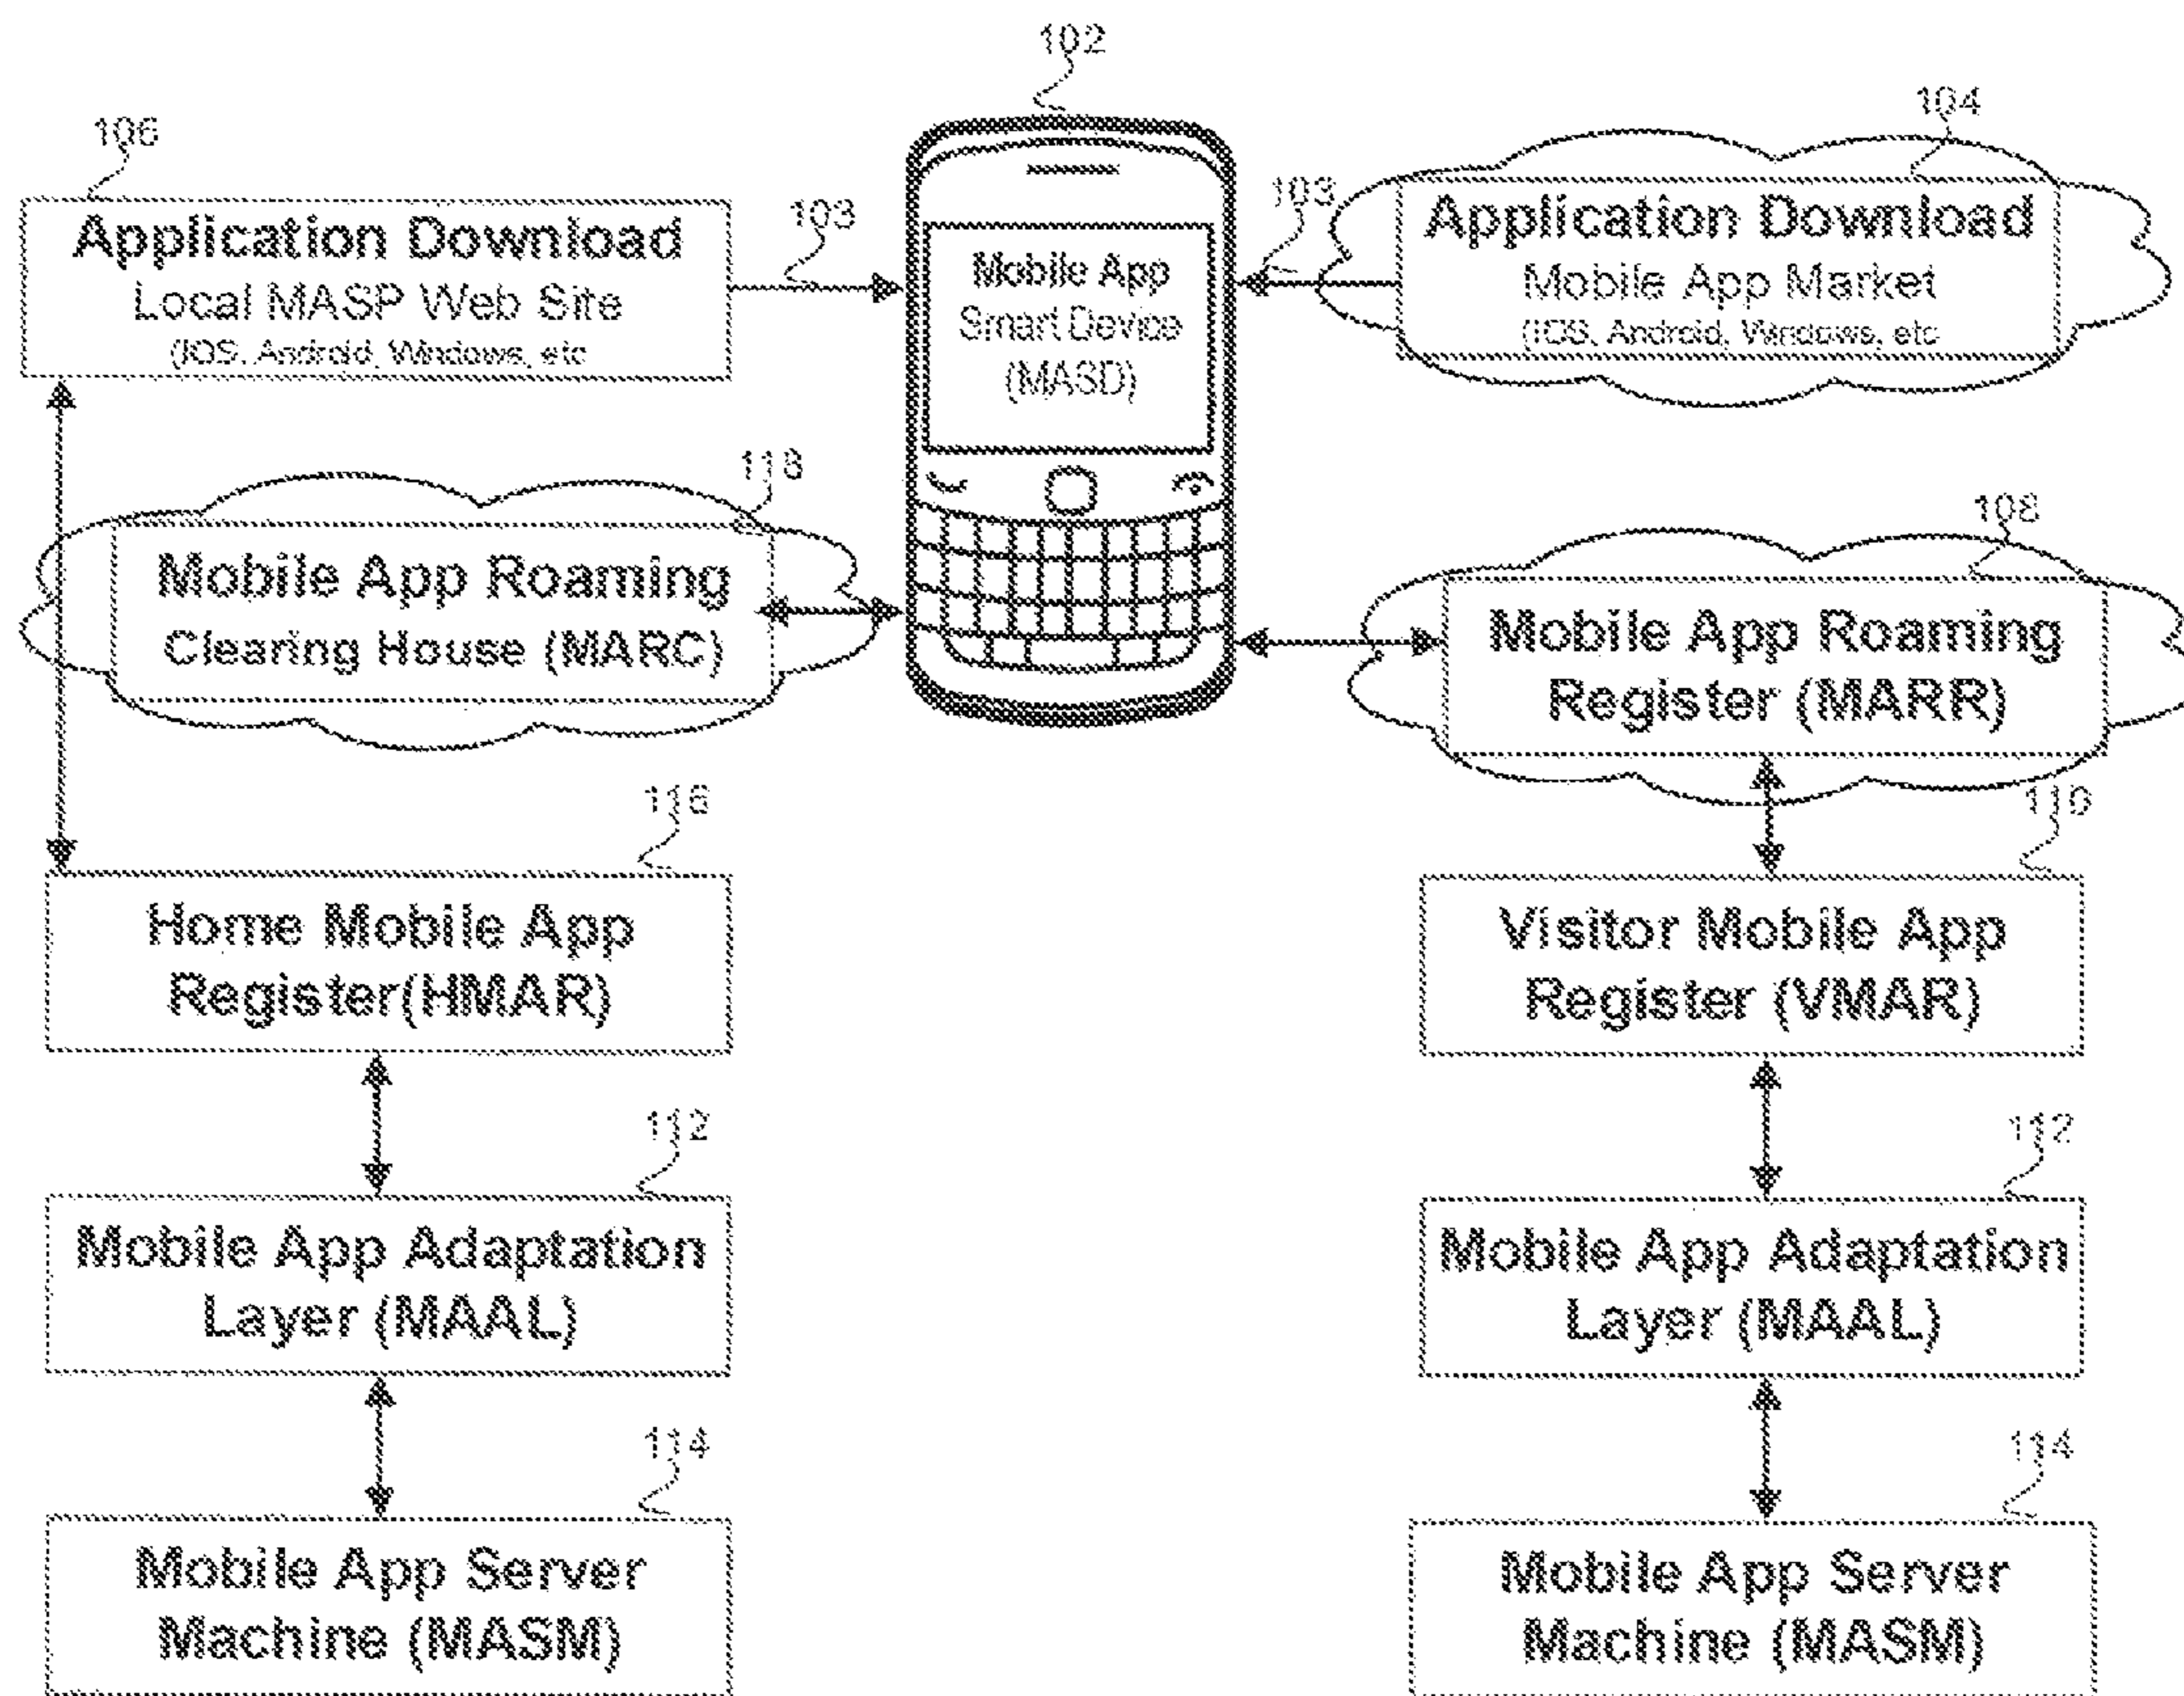 102
106
Application Download
Local MASP Web Site
(IOS, Android, Windows, etc
103
Mobile App
Smart Device
(MASD)
103
104
Application Download
Mobile App Market
(IOS, Android, Windows, etc
118
Mobile App Roaming
Clearing House (MARC)
108
Mobile App Roaming
Register (MARR)
116
Home Mobile App
Register(HMAR)
110
Visitor Mobile App
Register (VMAR)
112
Mobile App Adaptation
Layer (MAAL)
112
Mobile App Adaptation
Layer (MAAL)
114
Mobile App Server
Machine (MASM)
114
Mobile App Server
Machine (MASM)